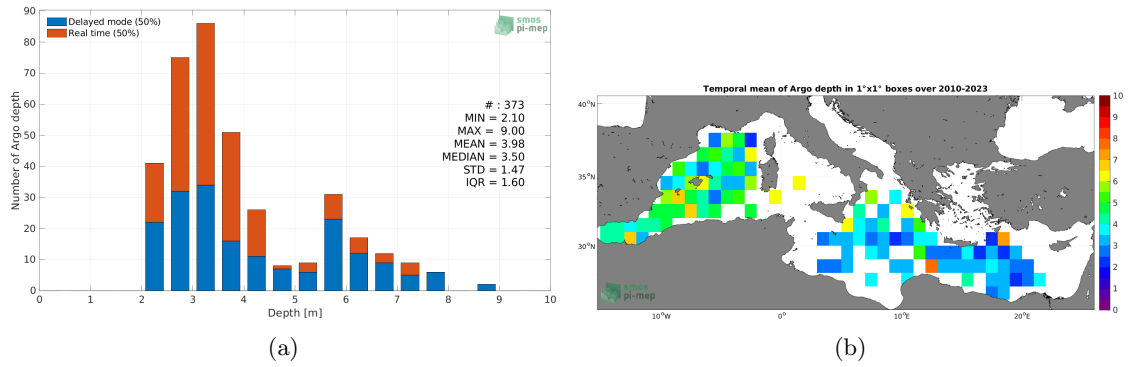 Delayed mode (50%)
Real time (50%)
smos
pi-mep
Number of Argo depth
90
80
70
60
50
40
30
20
10
0
# : 373
MIN = 2.10
MAX = 9.00
MEAN = 3.98
MEDIAN = 3.50
STD = 1.47
IQR = 1.60
0 1 2 3 4 5 6 7 8 9 10
Depth [m]
(a)
Temporal mean of Argo depth in 1°x1° boxes over 2010-2023
40°N
35°N
30°N
smos
pi-mep
10°W 0° 10°E 20°E
10
9
8
7
6
5
4
3
2
1
0
(b)